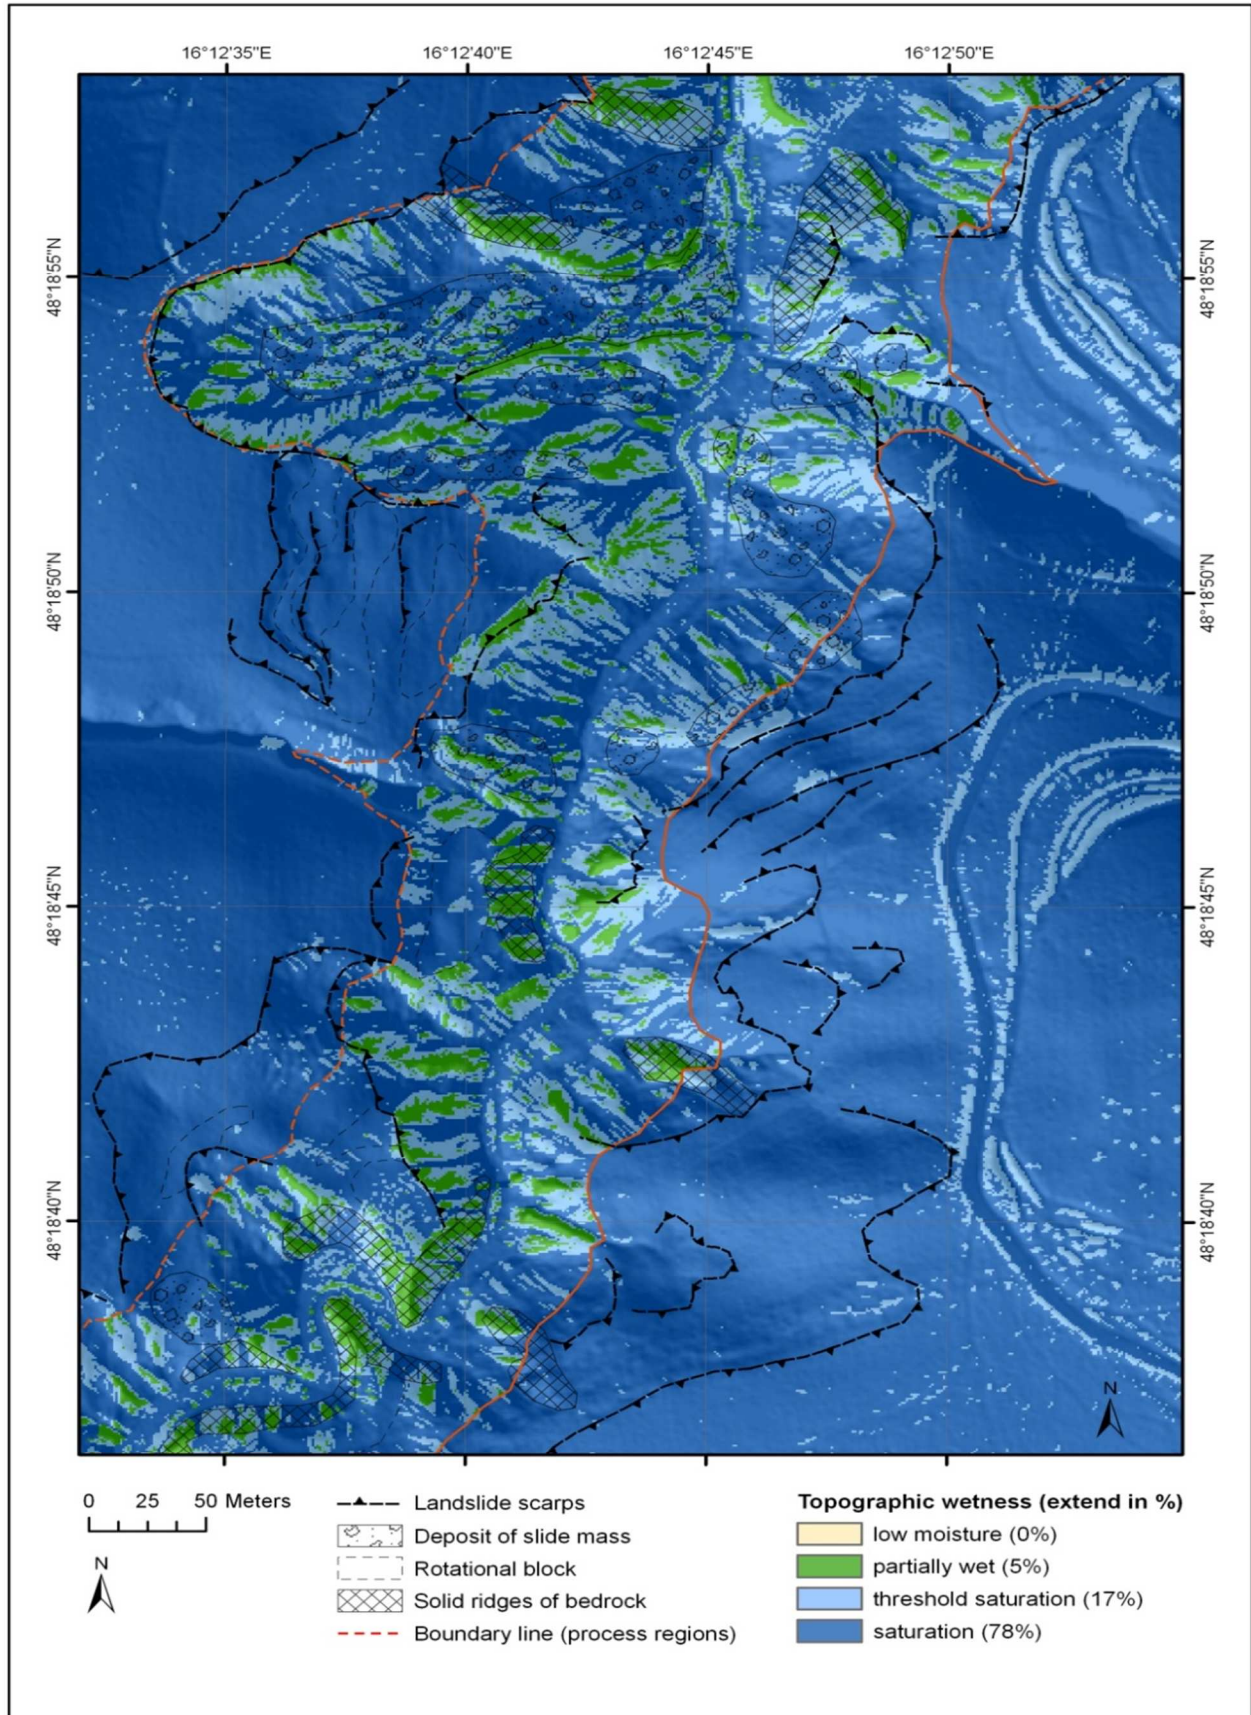 16°12'35"E
16°12'40"E
16°12'45"E
16°12'50"E
48°18'55"N
48°18'55"N
48°18'50"N
48°18'50"N
48°18'45"N
48°18'45"N
48°18'40"N
48°18'40"N
N
0 25 50 Meters
N
Landslide scarps
Deposit of slide mass
Rotational block
Solid ridges of bedrock
Boundary line (process regions)
Topographic wetness (extend in %)
low moisture (0%)
partially wet (5%)
threshold saturation (17%)
saturation (78%)